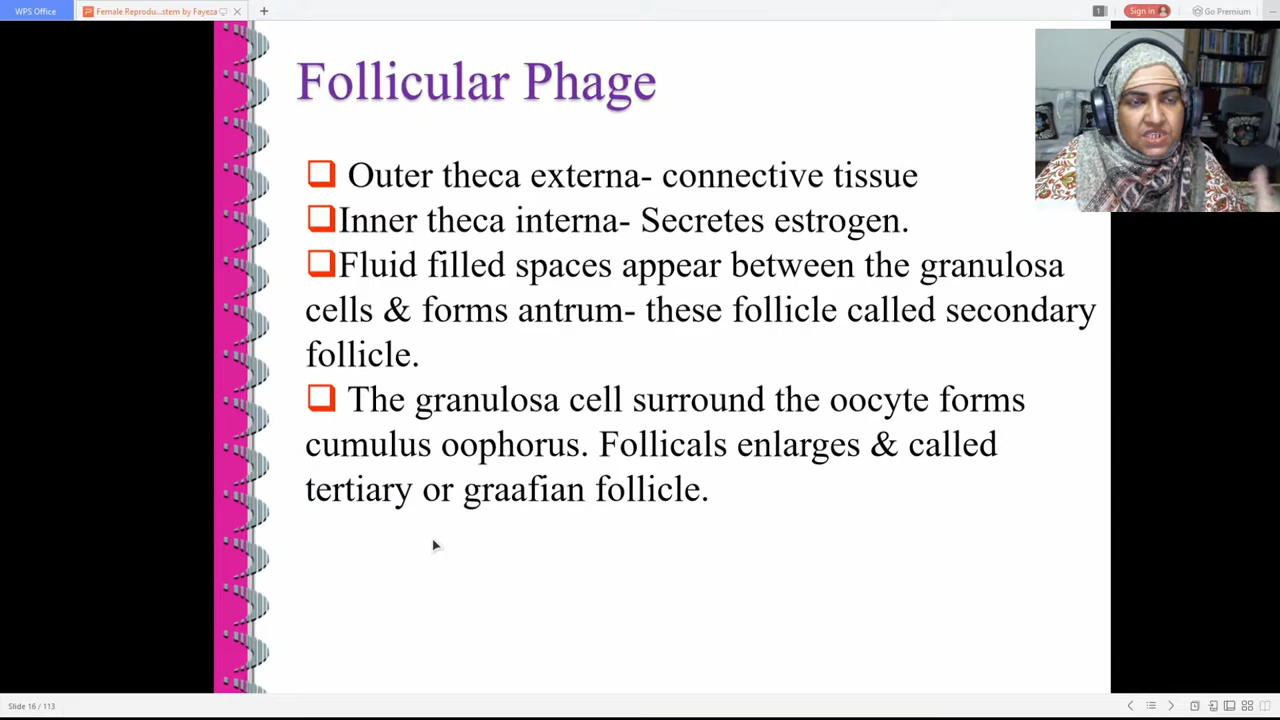 WPS Office
Female Reprodu...stem by Fayeza
1
Sign in
Go Premium
Follicular Phage
Outer theca externa- connective tissue
Inner theca interna- Secretes estrogen.
Fluid filled spaces appear between the granulosa
cells & forms antrum- these follicle called secondary
follicle.
The granulosa cell surround the oocyte forms
cumulus oophorus. Follicals enlarges & called
tertiary or graafian follicle.
Slide 16 / 113